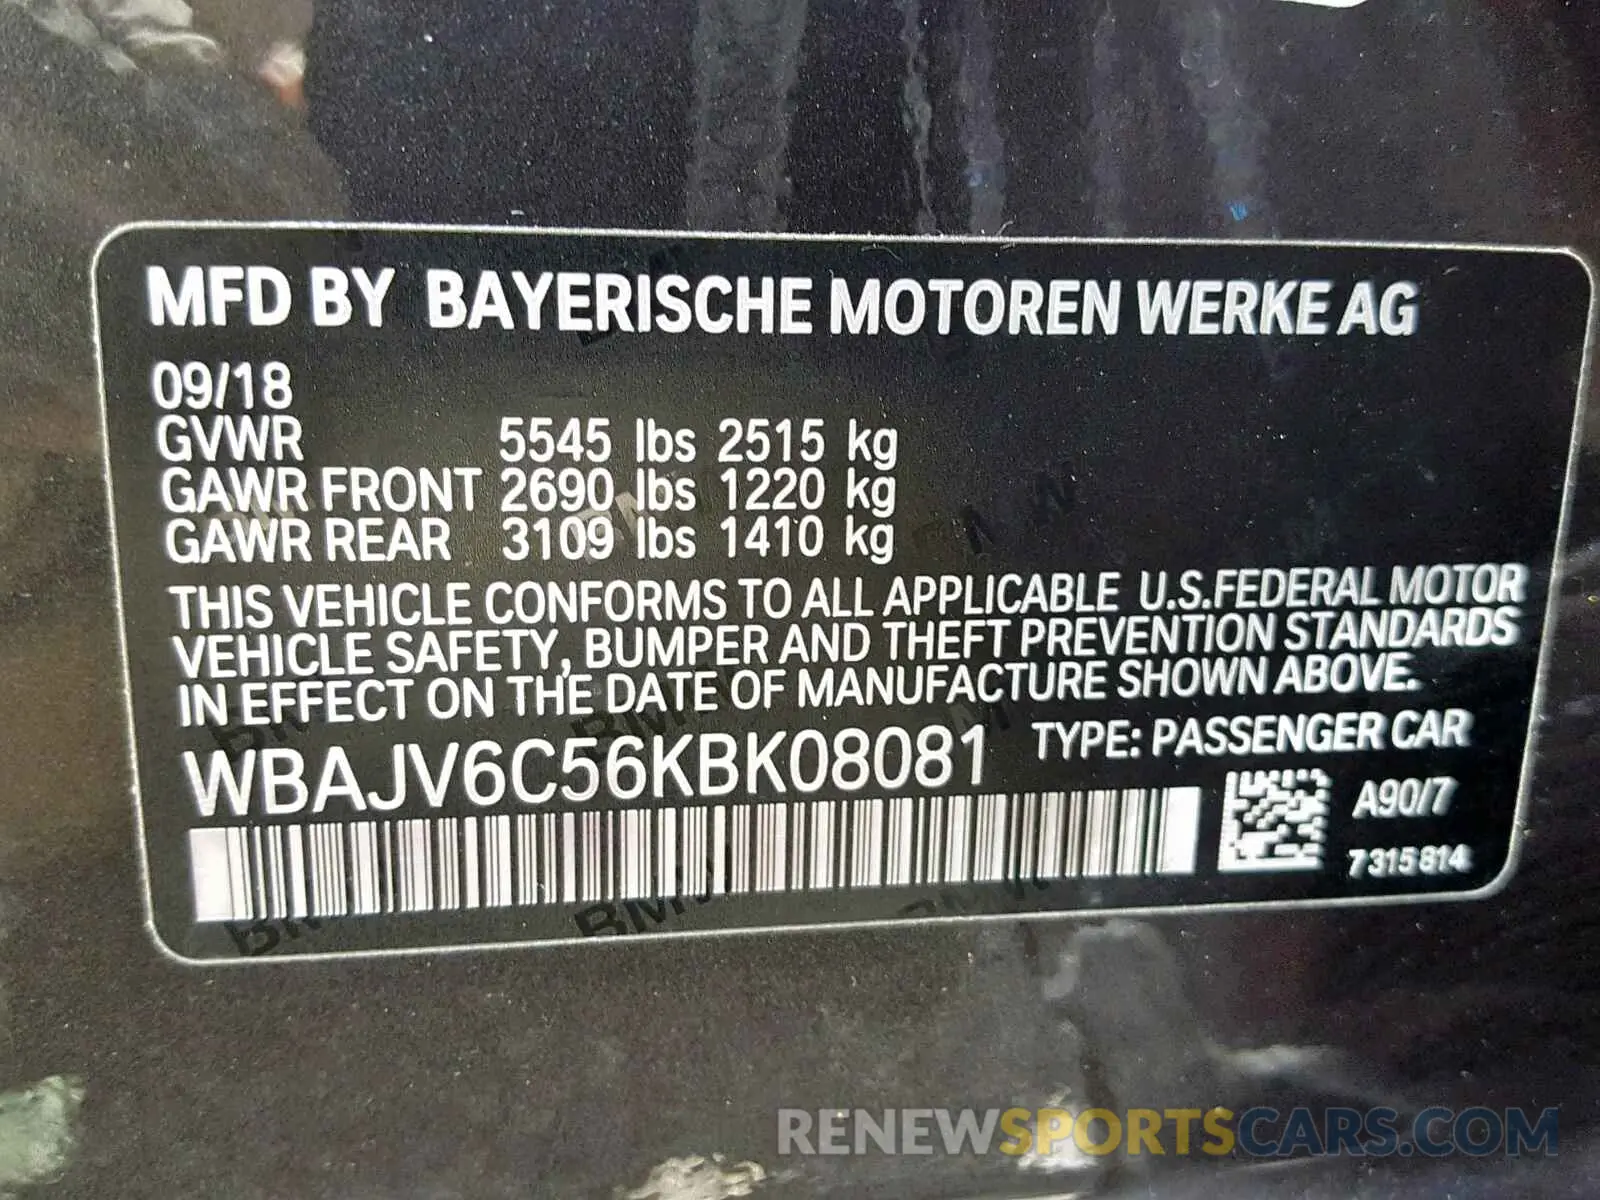 MFD BY BAYERISCHE MOTOREN WERKE AG
09/18
GVWR 5545 lbs 2515 kg
GAWR FRONT 2690 lbs 1220 kg
GAWR REAR 3109 lbs 1410 kg
THIS VEHICLE CONFORMS TO ALL APPLICABLE U.S.FEDERAL MOTOR
VEHICLE SAFETY, BUMPER AND THEFT PREVENTION STANDARDS
IN EFFECT ON THE DATE OF MANUFACTURE SHOWN ABOVE.
WBAJV6C56KBK08081 TYPE: PASSENGER CAR
A90/7
7315814
RENEWSPORTSCARS.COM